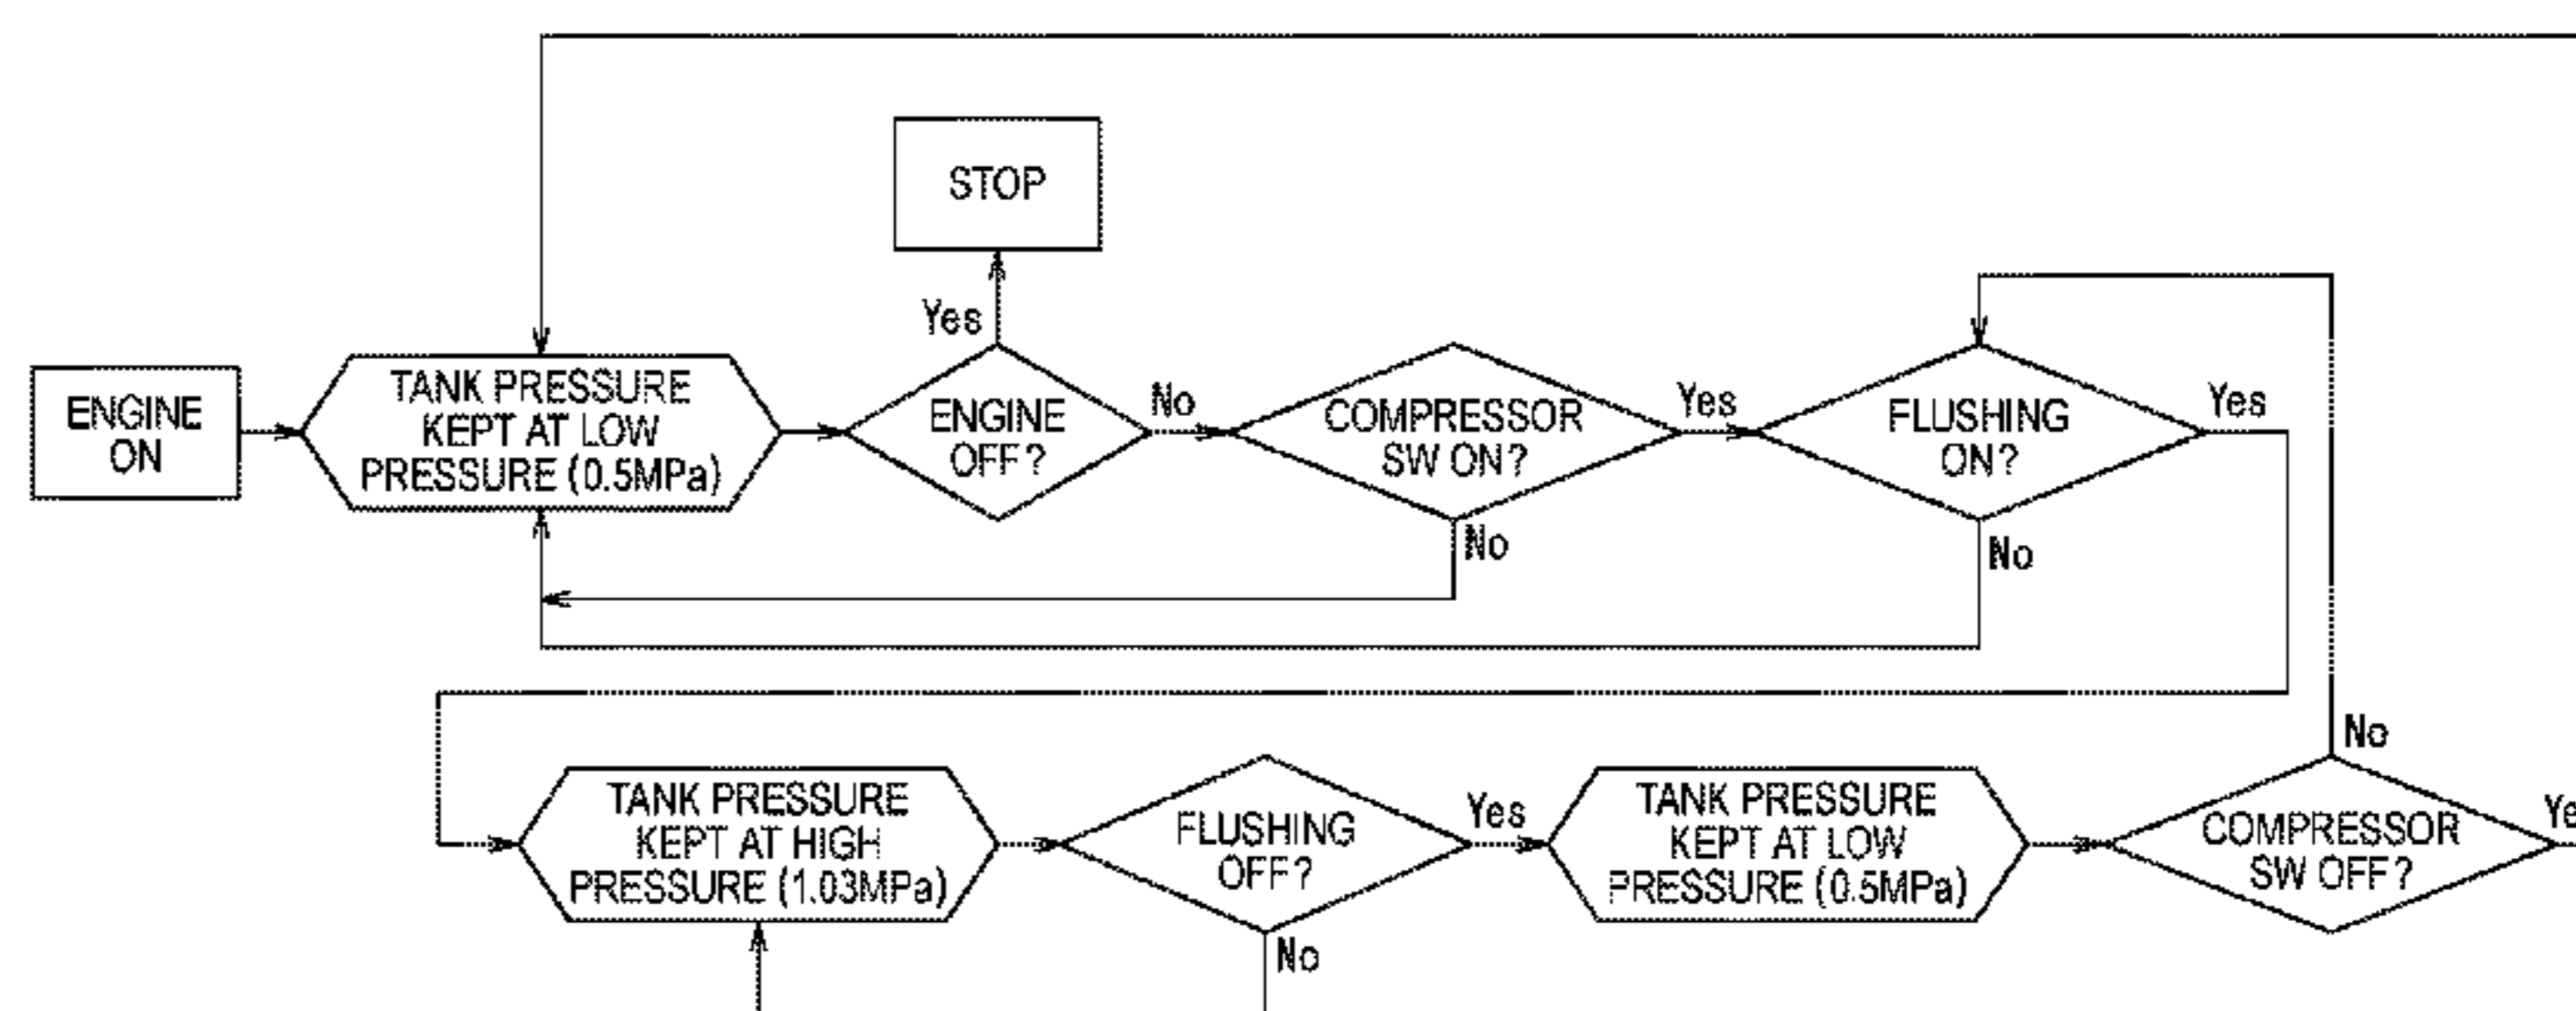 STOP
Yes
ENGINE
ON
TANK PRESSURE
KEPT AT LOW
PRESSURE (0.5MPa)
ENGINE
OFF?
No
COMPRESSOR
SW ON?
Yes
FLUSHING
ON?
Yes
No
No
TANK PRESSURE
KEPT AT HIGH
PRESSURE (1.03MPa)
FLUSHING
OFF?
Yes
No
TANK PRESSURE
KEPT AT LOW
PRESSURE (0.5MPa)
No
COMPRESSOR
SW OFF?
Ye